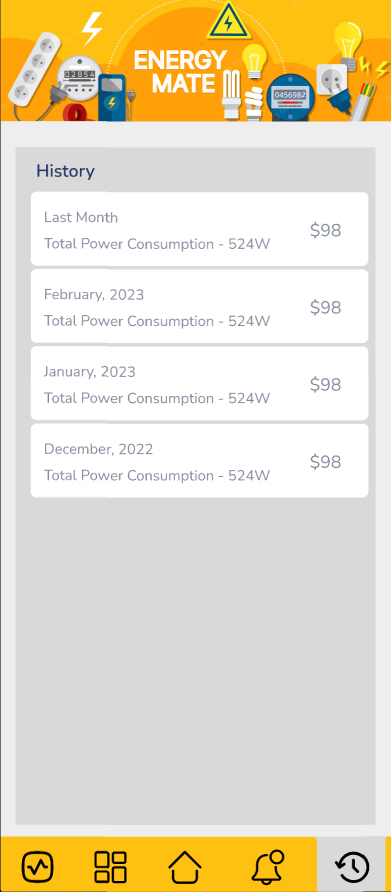 ENERGY
MATE
02854
0456982
History
Last Month
Total Power Consumption - 524W
$98
February, 2023
Total Power Consumption - 524W
$98
January, 2023
Total Power Consumption - 524W
$98
December, 2022
Total Power Consumption - 524W
$98